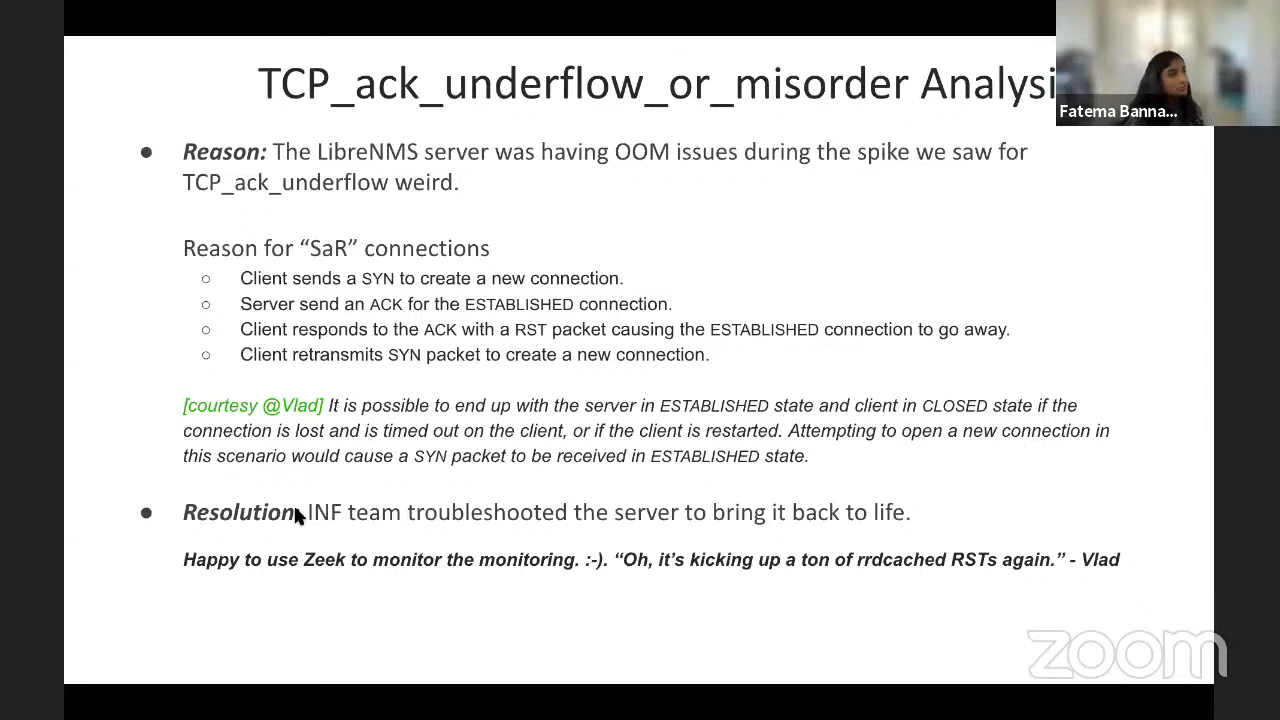 TCP_ack_underflow_or_misorder Analysi
Fatema Banna...
● Reason: The LibreNMS server was having OOM issues during the spike we saw for
TCP_ack_underflow weird.
Reason for “SaR” connections
○ Client sends a SYN to create a new connection.
○ Server send an ACK for the ESTABLISHED connection.
○ Client responds to the ACK with a RST packet causing the ESTABLISHED connection to go away.
○ Client retransmits SYN packet to create a new connection.
[courtesy @Vlad] It is possible to end up with the server in ESTABLISHED state and client in CLOSED state if the
connection is lost and is timed out on the client, or if the client is restarted. Attempting to open a new connection in
this scenario would cause a SYN packet to be received in ESTABLISHED state.
● Resolution: INF team troubleshooted the server to bring it back to life.
Happy to use Zeek to monitor the monitoring. :-). “Oh, it’s kicking up a ton of rrdcached RSTs again.” - Vlad
zoom